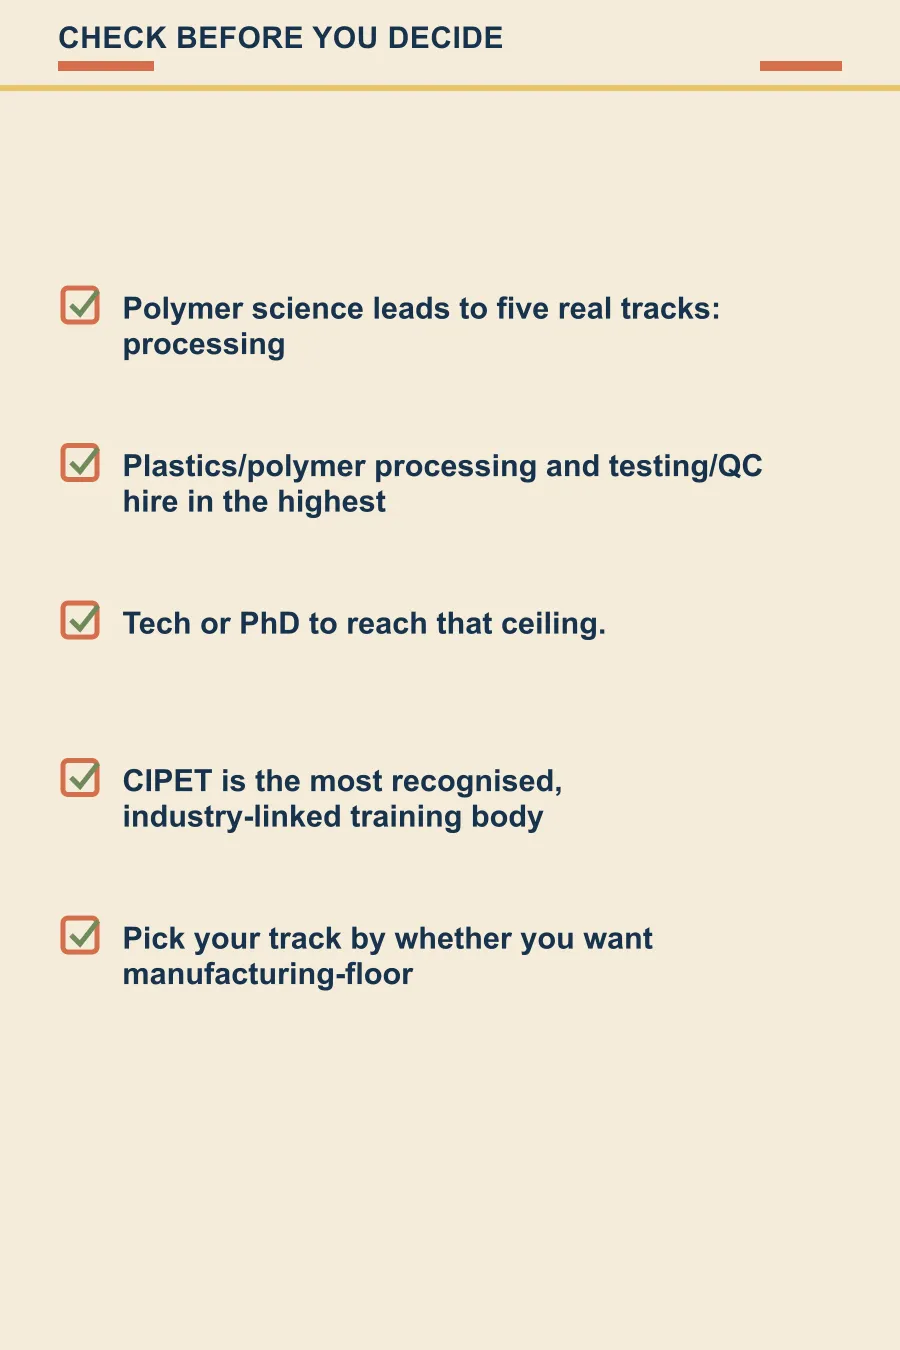 CHECK BEFORE YOU DECIDE
Polymer science leads to five real tracks:
processing
Plastics/polymer processing and testing/QC
hire in the highest
Tech or PhD to reach that ceiling.
CIPET is the most recognised,
industry-linked training body
Pick your track by whether you want
manufacturing-floor